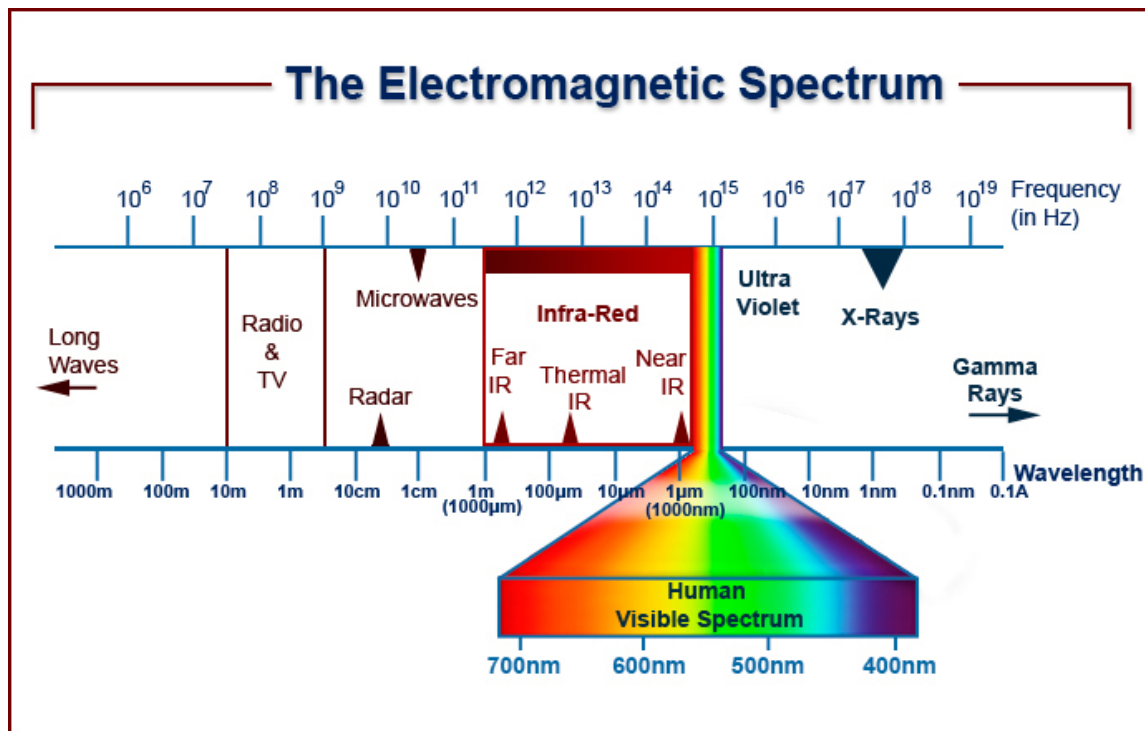 The Electromagnetic Spectrum
10⁶ 10⁷ 10⁸ 10⁹ 10¹⁰ 10¹¹ 10¹² 10¹³ 10¹⁴ 10¹⁵ 10¹⁶ 10¹⁷ 10¹⁸ 10¹⁹ Frequency
(in Hz)
Long
Waves
Radio
&
TV
Microwaves
Radar
Infra-Red
Far
IR
Thermal
IR
Near
IR
Ultra
Violet
X-Rays
Gamma
Rays
1000m 100m 10m 1m 10cm 1cm 1m 100µm 10µm 1µm 100nm 10nm 1nm 0.1nm 0.1A Wavelength
(1000µm) (1000nm)
Human
Visible Spectrum
700nm 600nm 500nm 400nm